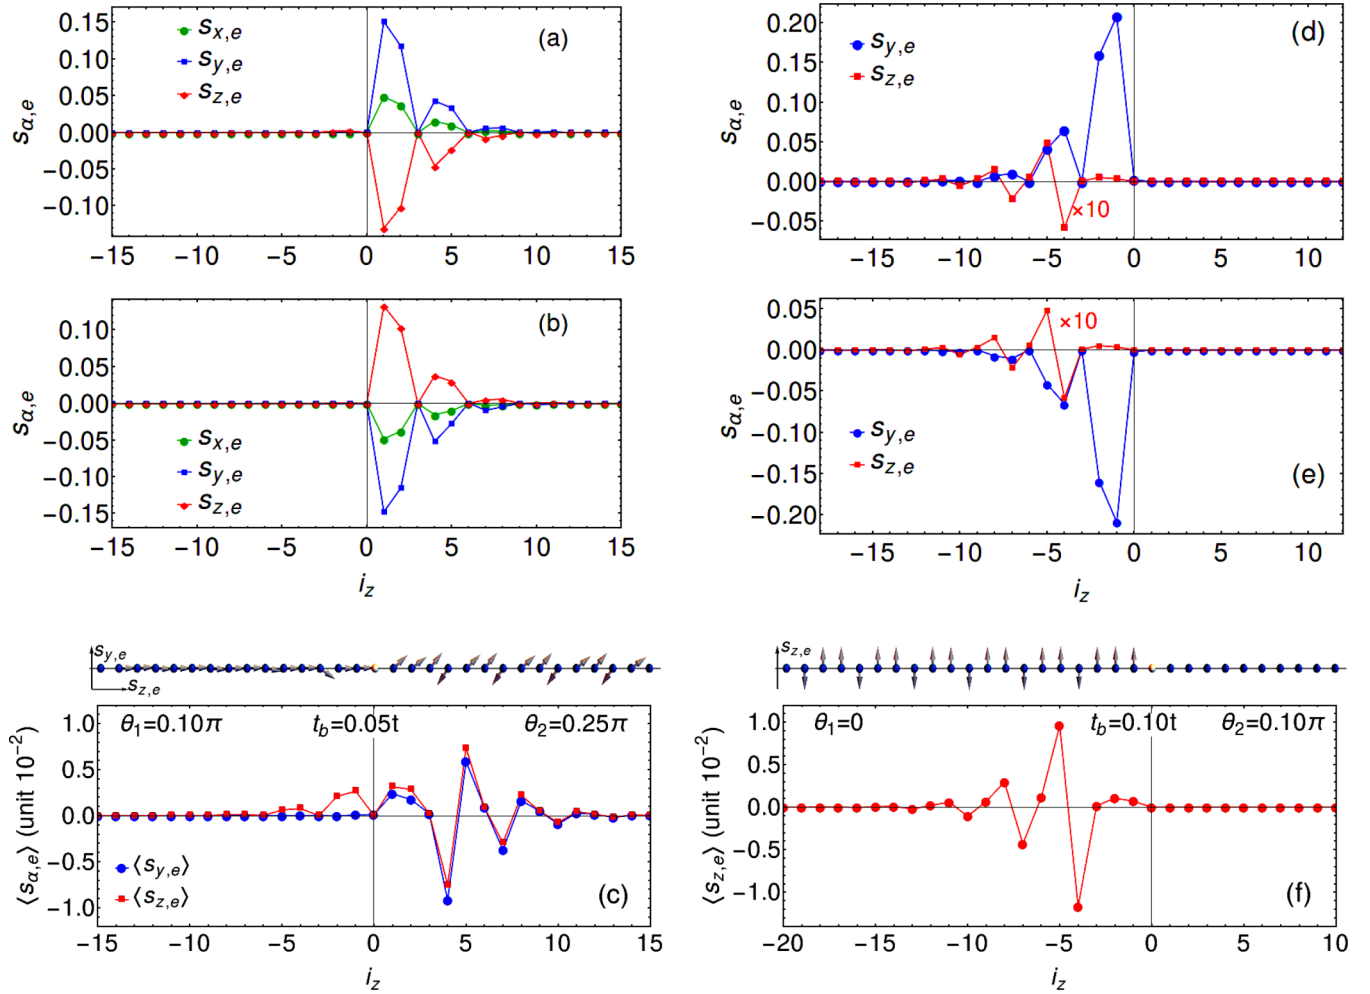 0.15
0.10
0.05
0.00
−0.05
−0.10
s_{α,e}
s_{x,e}
s_{y,e}
s_{z,e}
(a)
−15 −10 −5 0 5 10 15
0.20
0.15
0.10
0.05
0.00
−0.05
s_{α,e}
s_{y,e}
s_{z,e}
(d)
×10
−15 −10 −5 0 5 10
0.10
0.05
0.00
−0.05
−0.10
−0.15
s_{α,e}
(b)
s_{x,e}
s_{y,e}
s_{z,e}
−15 −10 −5 0 5 10 15
i_z
0.05
0.00
−0.05
−0.10
−0.15
−0.20
s_{α,e}
×10
s_{y,e}
s_{z,e}
(e)
−15 −10 −5 0 5 10
i_z
s_{y,e}
s_{z,e}
θ_1=0.10π t_b=0.05t θ_2=0.25π
1.0
0.5
0.0
−0.5
−1.0
⟨s_{α,e}⟩ (unit 10^{−2})
⟨s_{y,e}⟩
⟨s_{z,e}⟩
(c)
−15 −10 −5 0 5 10 15
i_z
s_{z,e}
θ_1=0 t_b=0.10t θ_2=0.10π
1.0
0.5
0.0
−0.5
−1.0
⟨s_{z,e}⟩ (unit 10^{−2})
(f)
−20 −15 −10 −5 0 5 10
i_z